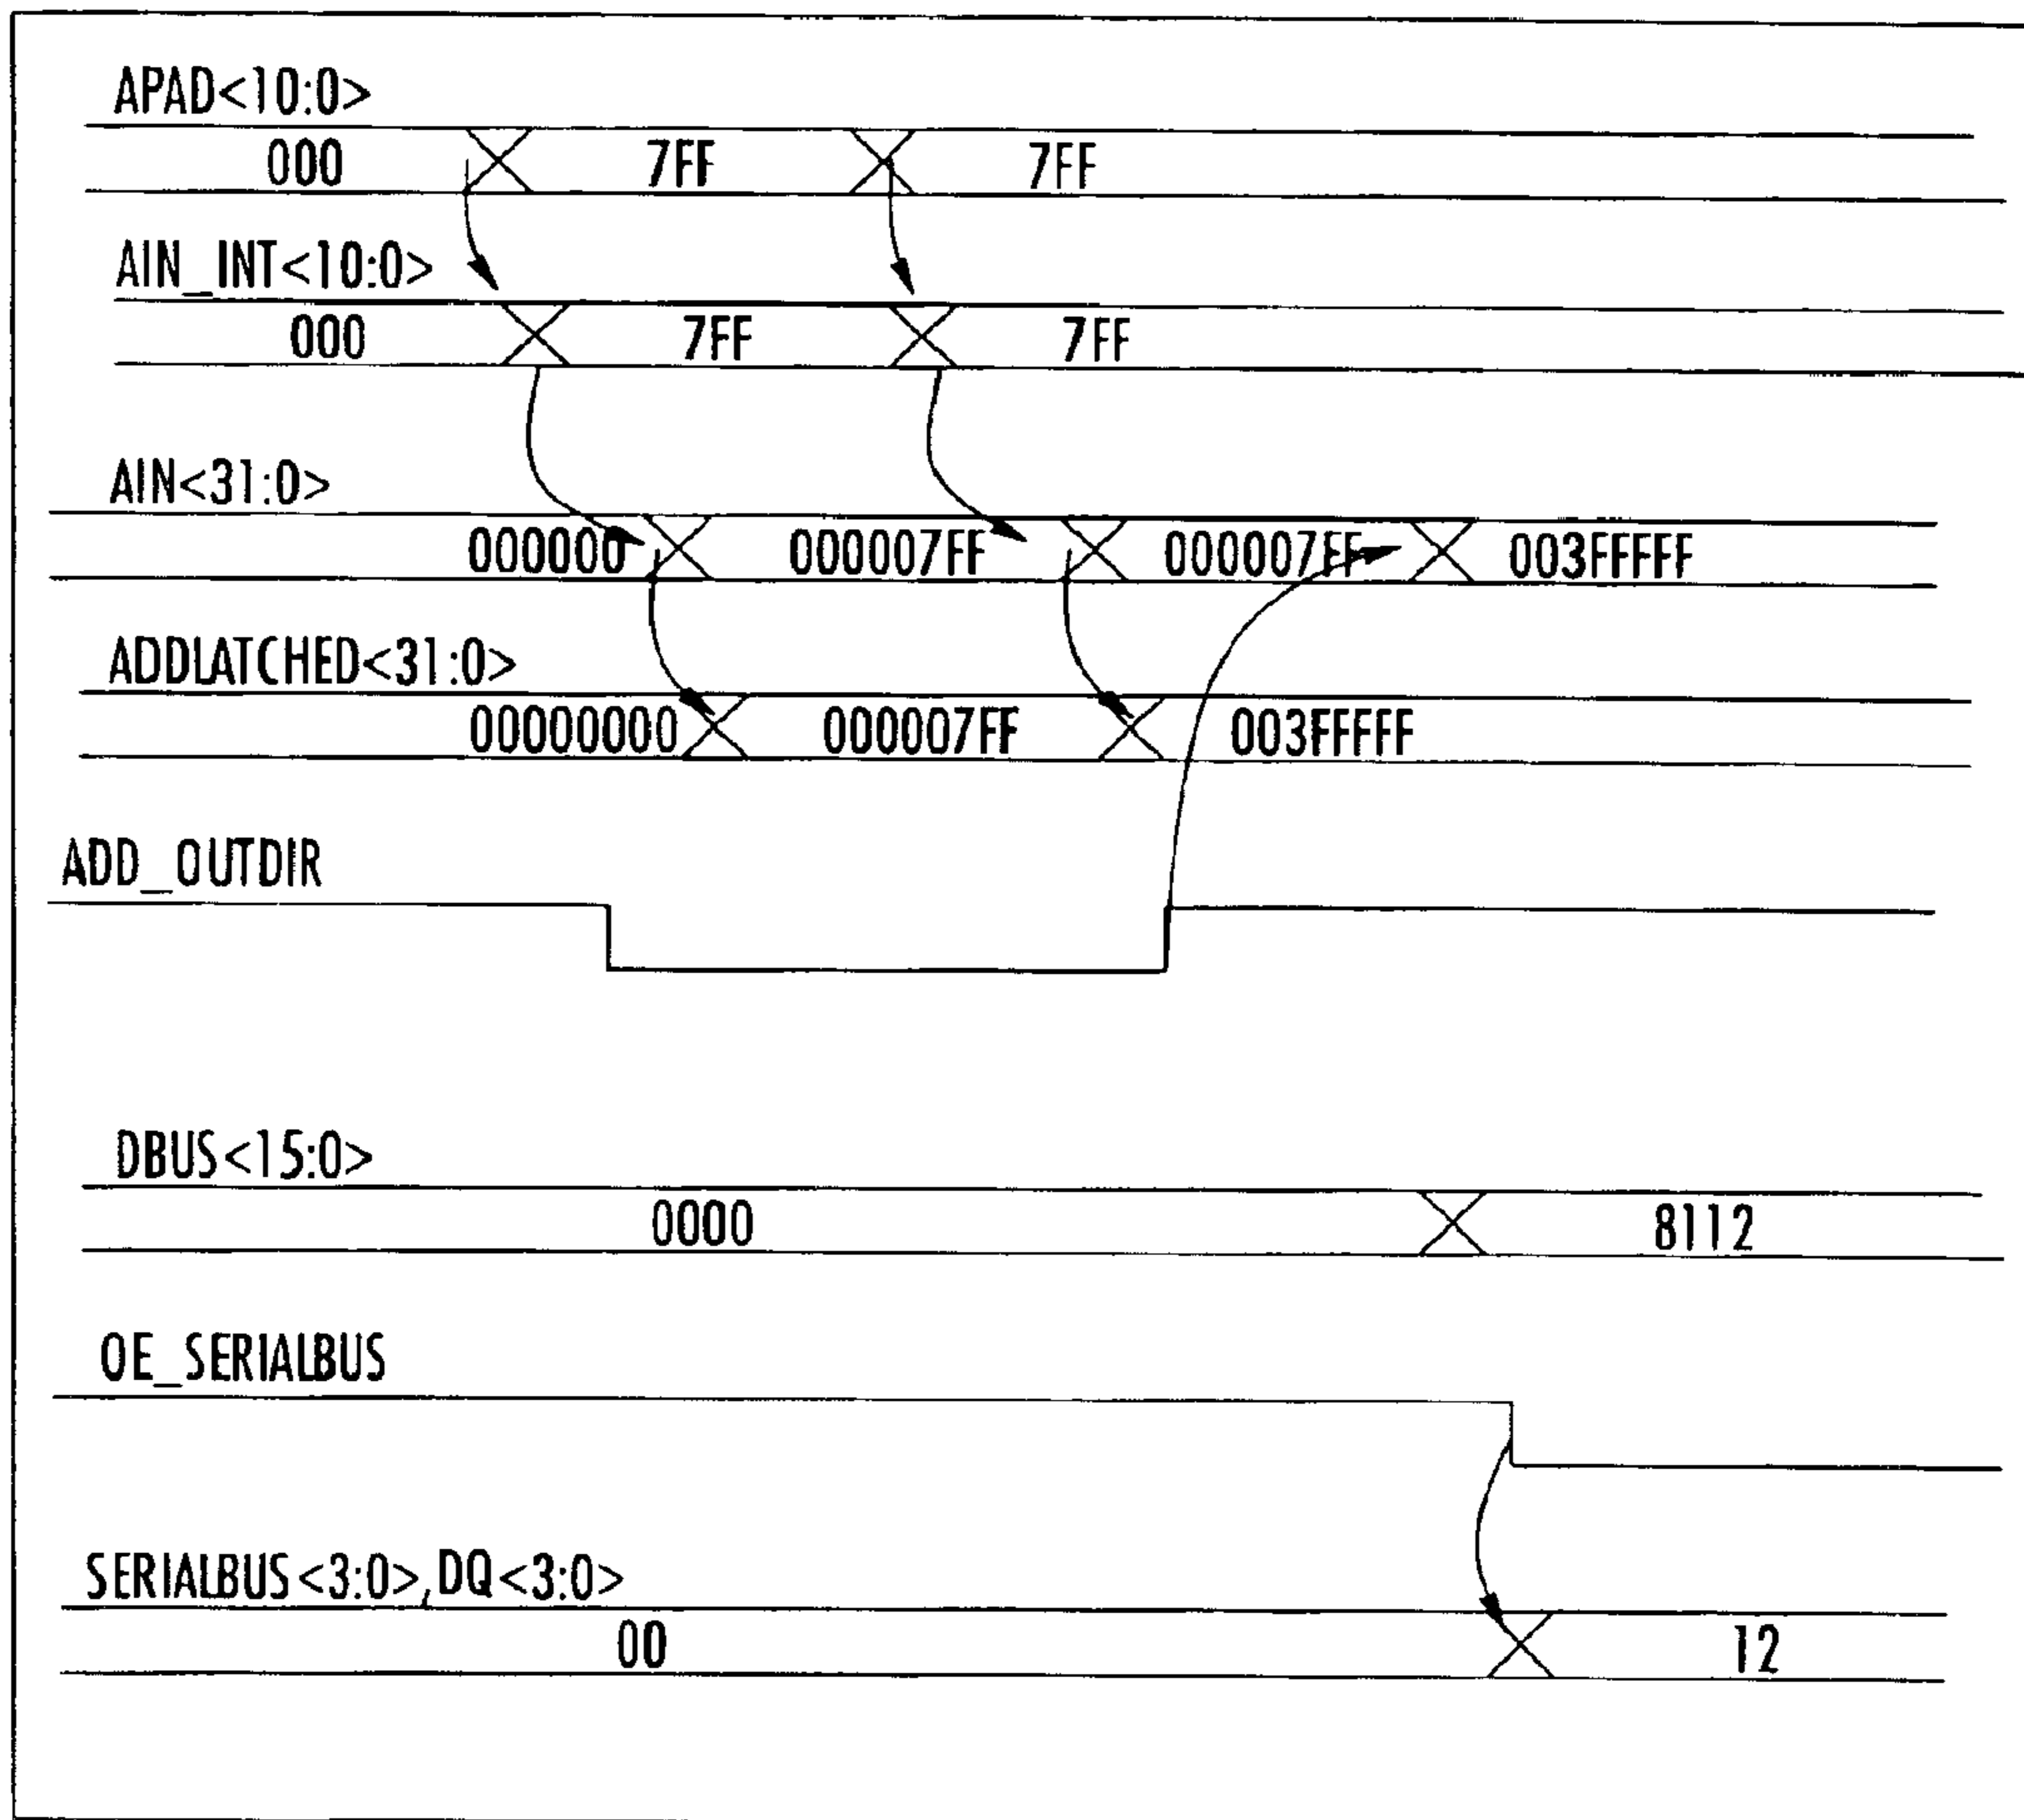 APAD<10:0>
000 7FF 7FF
AIN_INT<10:0>
000 7FF 7FF
AIN<31:0>
000000 000007FF 000007FF 003FFFFF
ADDLATCHED<31:0>
00000000 000007FF 003FFFFF
ADD_OUTDIR
DBUS<15:0>
0000 8112
OE_SERIALBUS
SERIALBUS<3:0>,DQ<3:0>
00 12